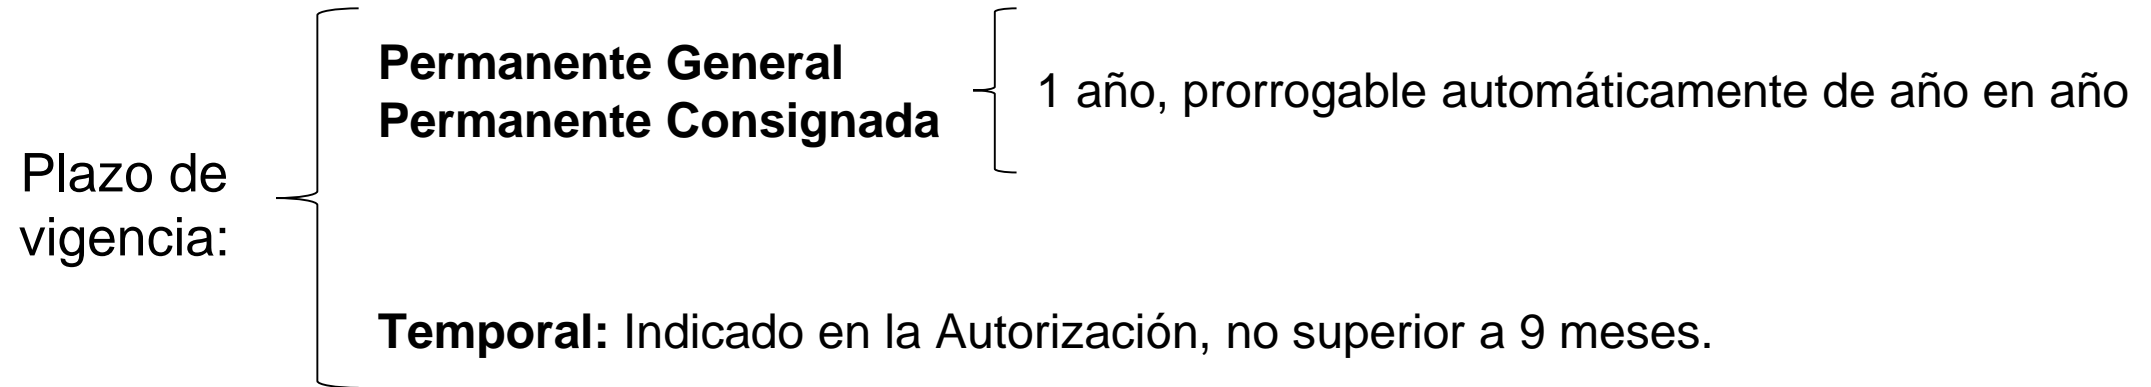 Plazo de
vigencia:
Permanente General
Permanente Consignada
1 año, prorrogable automáticamente de año en año
Temporal: Indicado en la Autorización, no superior a 9 meses.